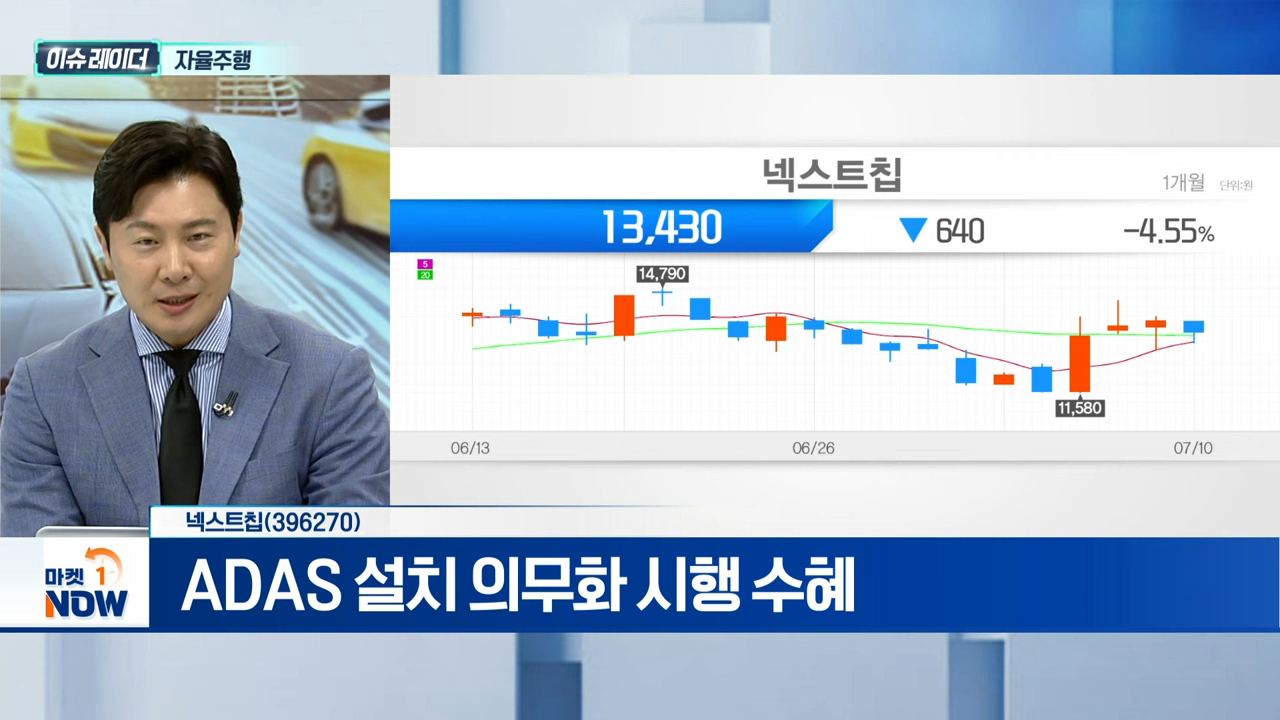 이슈레이더 자율주행
넥스트칩
1개월 단위:원
13,430 ▼ 640 -4.55%
5
20
14,790
11,580
06/13 06/26 07/10
넥스트칩(396270)
마켓 1
NOW
ADAS 설치 의무화 시행 수혜